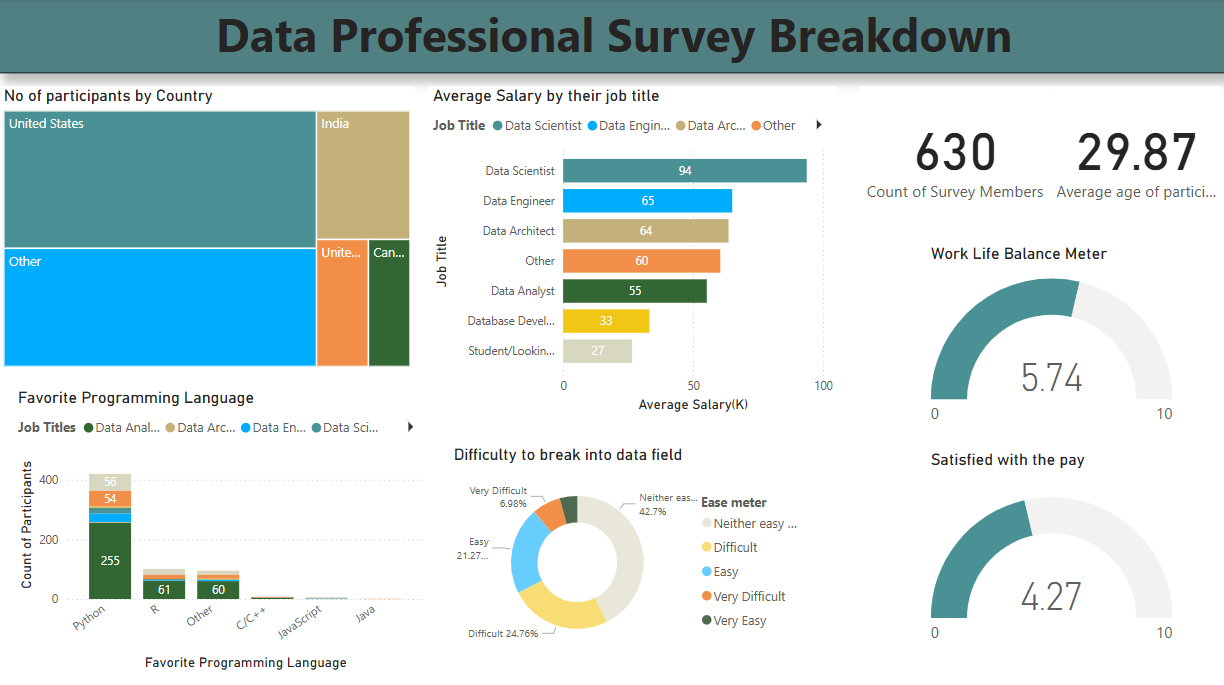 Data Professional Survey Breakdown
No of participants by Country
United States
India
Other
Unite...
Can...
Average Salary by their job title
Job Title Data Scientist Data Engin... Data Arc... Other
Job Title
Data Scientist 94
Data Engineer 65
Data Architect 64
Other 60
Data Analyst 55
Database Devel... 33
Student/Lookin... 27
0 50 100
Average Salary(K)
630
Count of Survey Members
29.87
Average age of partici...
Work Life Balance Meter
5.74
0 10
Favorite Programming Language
Job Titles Data Anal... Data Arc... Data En... Data Sci...
Count of Participants
400
200
0
56
54
255
61
60
Python
R
Other
C/C++
JavaScript
Java
Favorite Programming Language
Difficulty to break into data field
Very Difficult
6.98%
Neither eas...
42.7%
Easy
21.27...
Difficult 24.76%
Ease meter
Neither easy ...
Difficult
Easy
Very Difficult
Very Easy
Satisfied with the pay
4.27
0 10